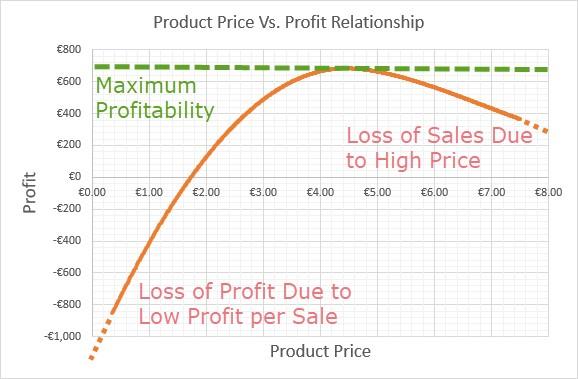 Product Price Vs. Profit Relationship
€800
€600
€400
€200
€0
-€200
-€400
-€600
-€800
-€1,000
Profit
Maximum
Profitability
Loss of Sales Due
to High Price
€0.00 €1.00 €2.00 €3.00 €4.00 €5.00 €6.00 €7.00 €8.00
Loss of Profit Due to
Low Profit per Sale
Product Price